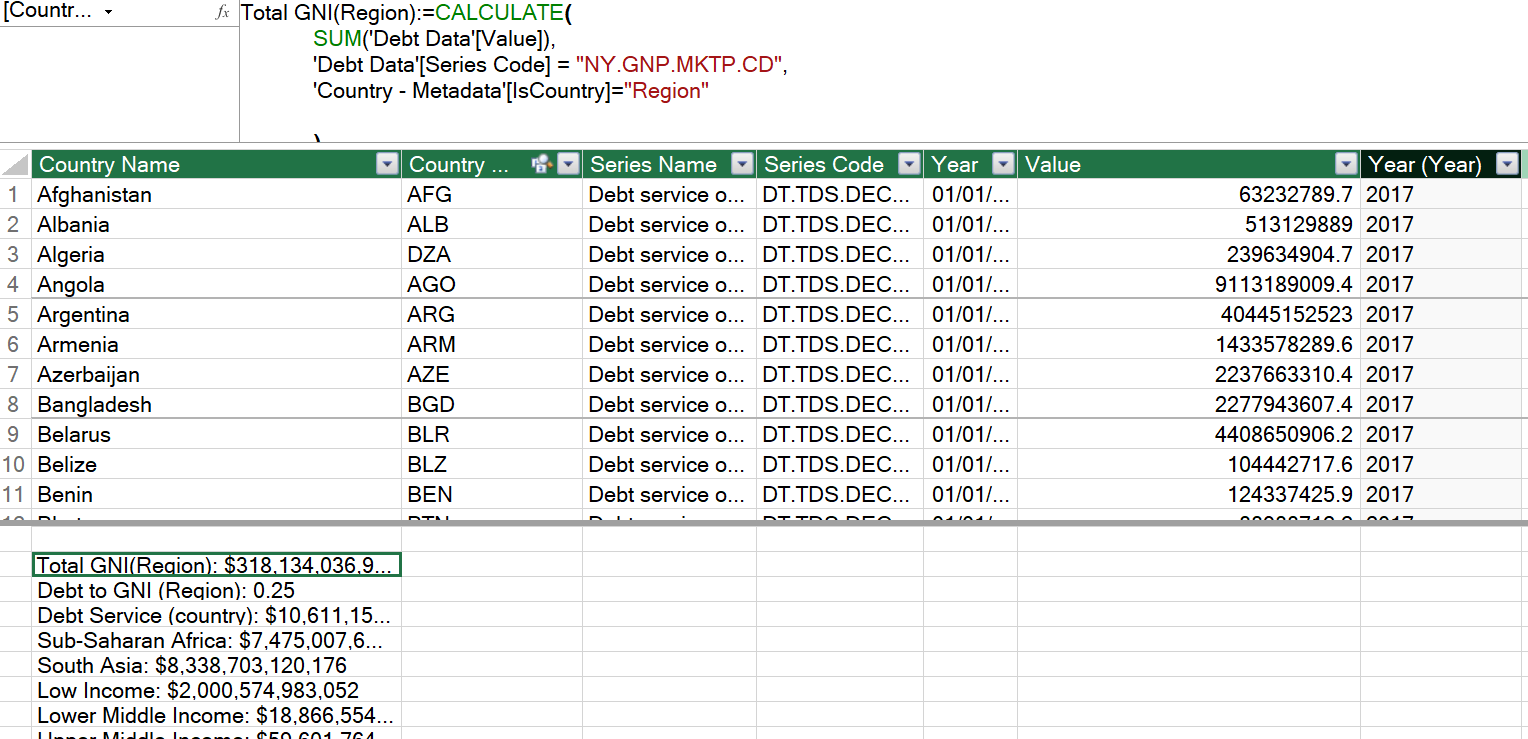 [Countr... fx Total GNI(Region):=CALCULATE(
SUM('Debt Data'[Value]),
'Debt Data'[Series Code] = "NY.GNP.MKTP.CD",
'Country - Metadata'[IsCountry]="Region"
)
Country Name Country ... Series Name Series Code Year Value Year (Year)
1 Afghanistan AFG Debt service o... DT.TDS.DEC... 01/01/... 63232789.7 2017
2 Albania ALB Debt service o... DT.TDS.DEC... 01/01/... 513129889 2017
3 Algeria DZA Debt service o... DT.TDS.DEC... 01/01/... 239634904.7 2017
4 Angola AGO Debt service o... DT.TDS.DEC... 01/01/... 9113189009.4 2017
5 Argentina ARG Debt service o... DT.TDS.DEC... 01/01/... 40445152523 2017
6 Armenia ARM Debt service o... DT.TDS.DEC... 01/01/... 1433578289.6 2017
7 Azerbaijan AZE Debt service o... DT.TDS.DEC... 01/01/... 2237663310.4 2017
8 Bangladesh BGD Debt service o... DT.TDS.DEC... 01/01/... 2277943607.4 2017
9 Belarus BLR Debt service o... DT.TDS.DEC... 01/01/... 4408650906.2 2017
10 Belize BLZ Debt service o... DT.TDS.DEC... 01/01/... 104442717.6 2017
11 Benin BEN Debt service o... DT.TDS.DEC... 01/01/... 124337425.9 2017
Total GNI(Region): $318,134,036,9...
Debt to GNI (Region): 0.25
Debt Service (country): $10,611,15...
Sub-Saharan Africa: $7,475,007,6...
South Asia: $8,338,703,120,176
Low Income: $2,000,574,983,052
Lower Middle Income: $18,866,554...
Upper Middle Income: $59,601,764